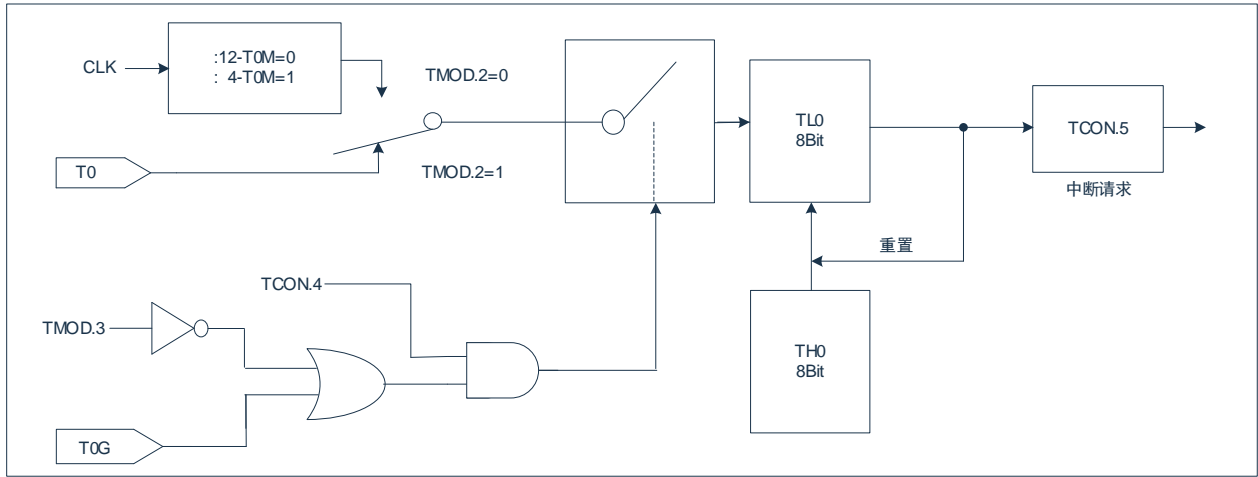 CLK
:12-T0M=0
: 4-T0M=1
TMOD.2=0
T0
TMOD.2=1
TL0
8Bit
TCON.5
中断请求
重置
TCON.4
TMOD.3
TH0
8Bit
T0G